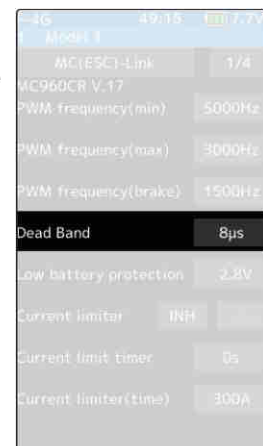 T-4G 49:15 7.7V
1 Model 1
MC(ESC)-Link 1/4
MC960CR V.17
PWM frequency(min) 5000Hz
PWM frequency(max) 3000Hz
PWM frequency(brake) 1500Hz
Dead Band 8µs
Low battery protection 2.8V
Current limiter INH
Current limit timer 0s
Current limiter(time) 300A